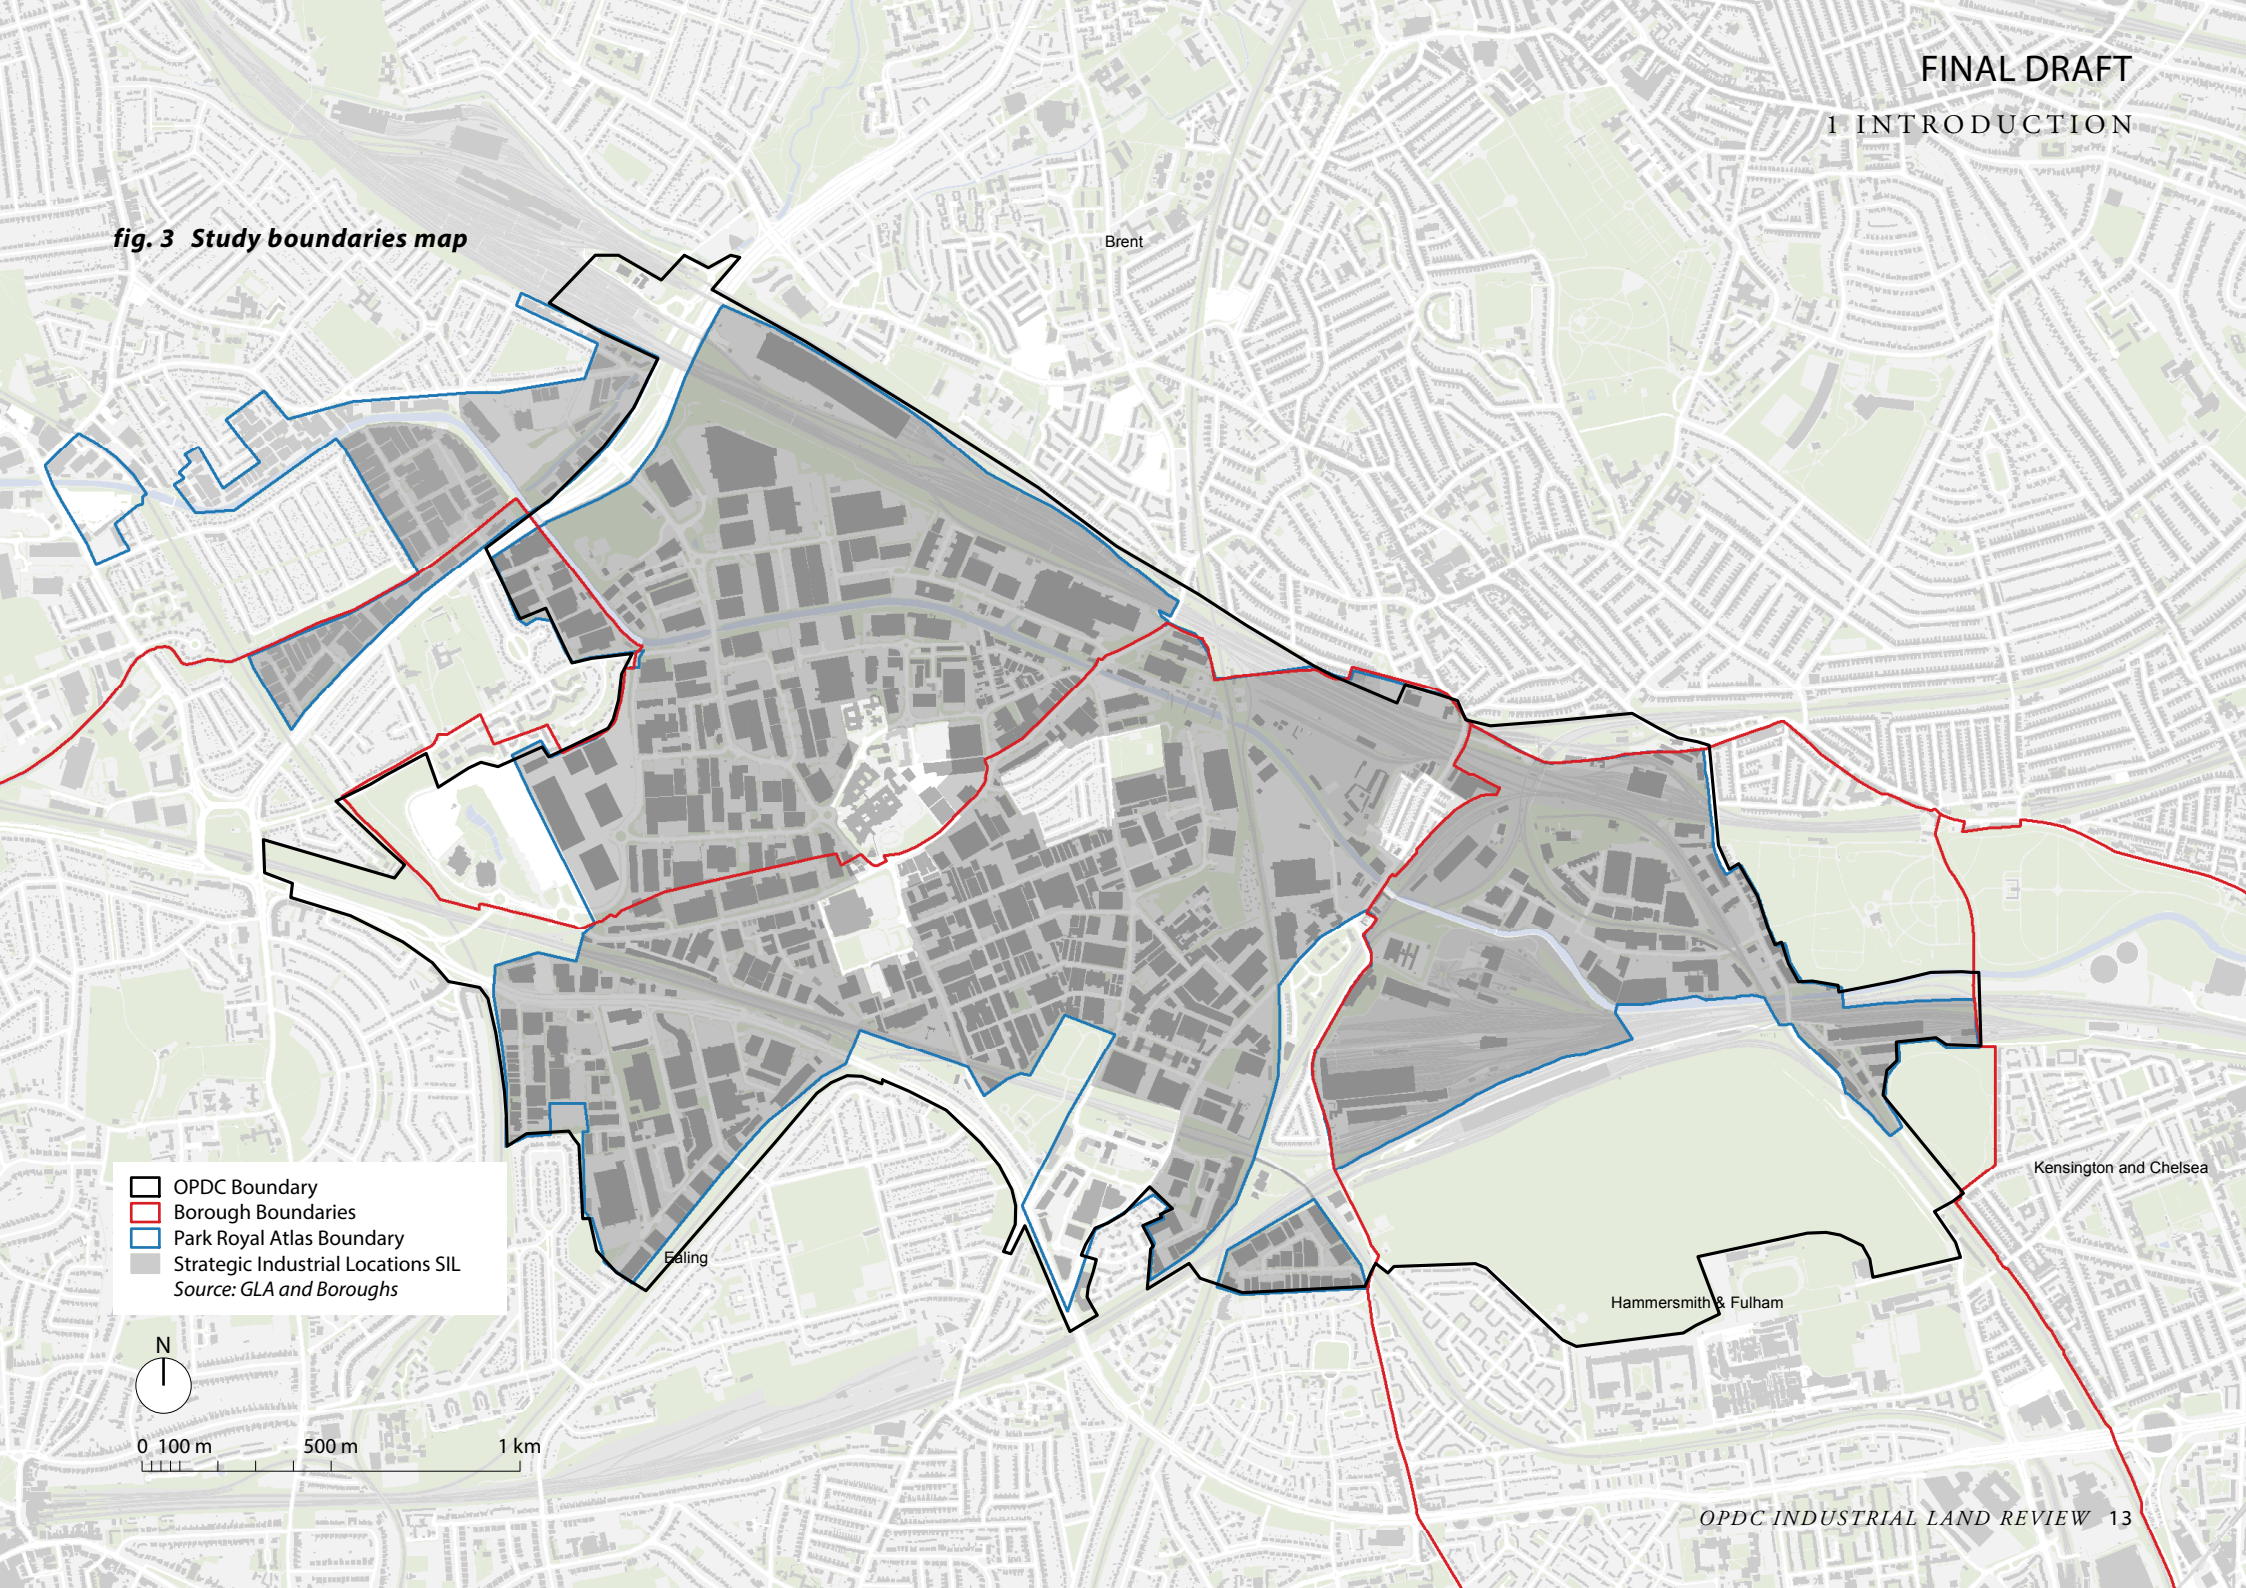 FINAL DRAFT
1 INTRODUCTION
fig. 3 Study boundaries map
Brent
Kensington and Chelsea
OPDC Boundary
Borough Boundaries
Park Royal Atlas Boundary
Strategic Industrial Locations SIL
Source: GLA and Boroughs
Ealing
Hammersmith & Fulham
N
0 100 m 500 m 1 km
OPDC INDUSTRIAL LAND REVIEW 13